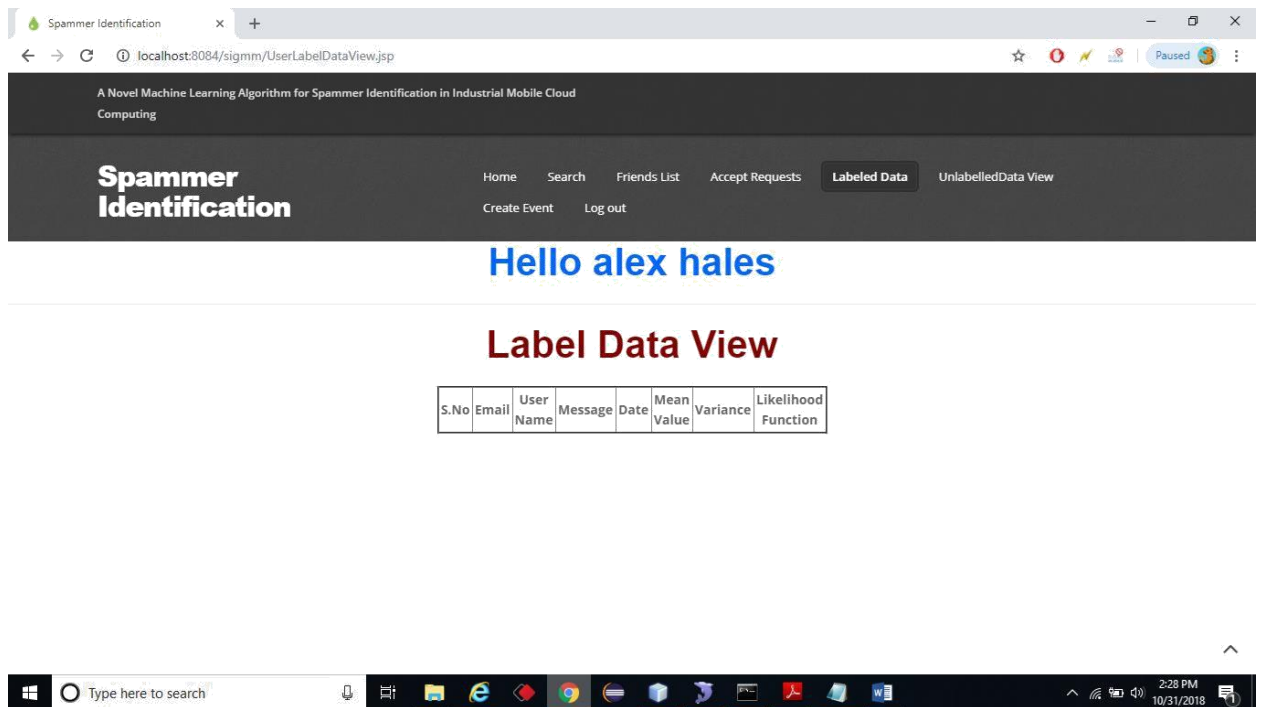 Spammer Identification
localhost:8084/sigmm/UserLabelDataView.jsp
Paused
A Novel Machine Learning Algorithm for Spammer Identification in Industrial Mobile Cloud
Computing
Spammer
Identification
Home Search Friends List Accept Requests Labeled Data UnlabelledData View
Create Event Log out
Hello alex hales
Label Data View
S.No Email User Name Message Date Mean Value Variance Likelihood Function
Type here to search
2:28 PM
10/31/2018